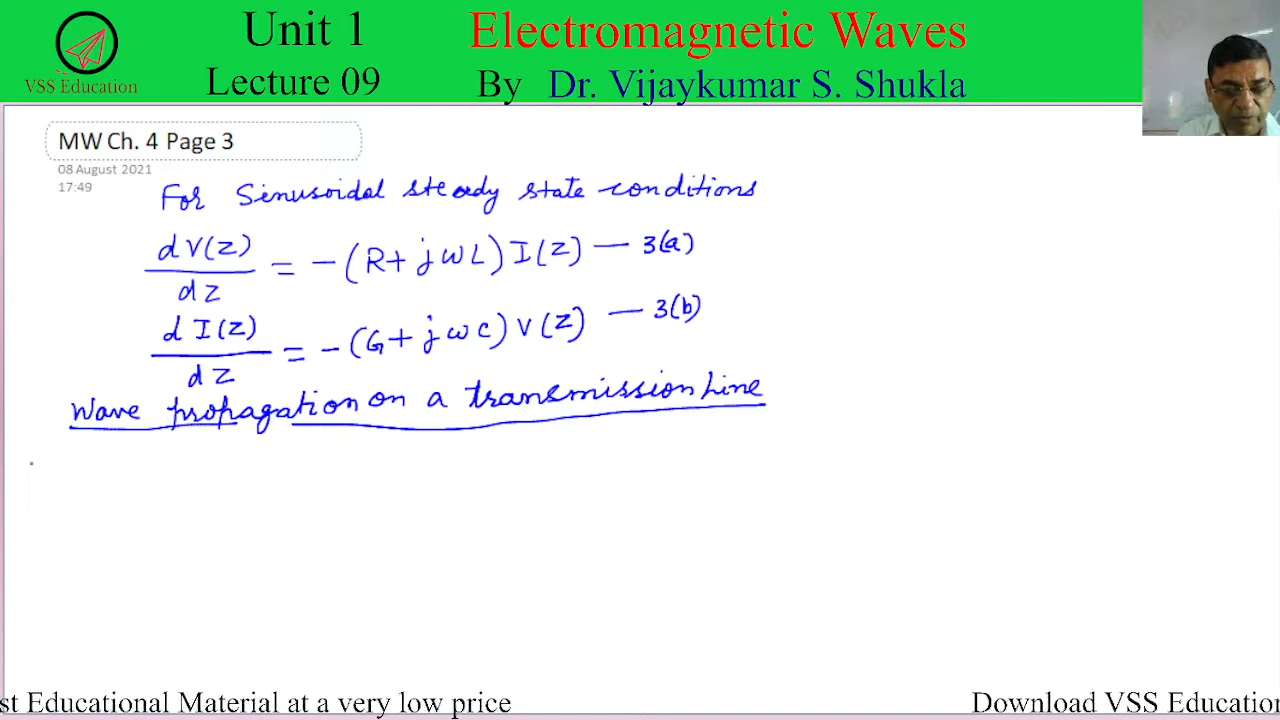 Unit 1
Electromagnetic Waves
VSS Education
Lecture 09
By Dr. Vijaykumar S. Shukla
MW Ch. 4 Page 3
08 August 2021
17:49
For Sinusoidal steady state conditions
dV(z)/dz = -(R+jωL)I(z) — 3(a)
dI(z)/dz = -(G+jωC)V(z) — 3(b)
Wave propagation on a transmission Line
st Educational Material at a very low price
Download VSS Education